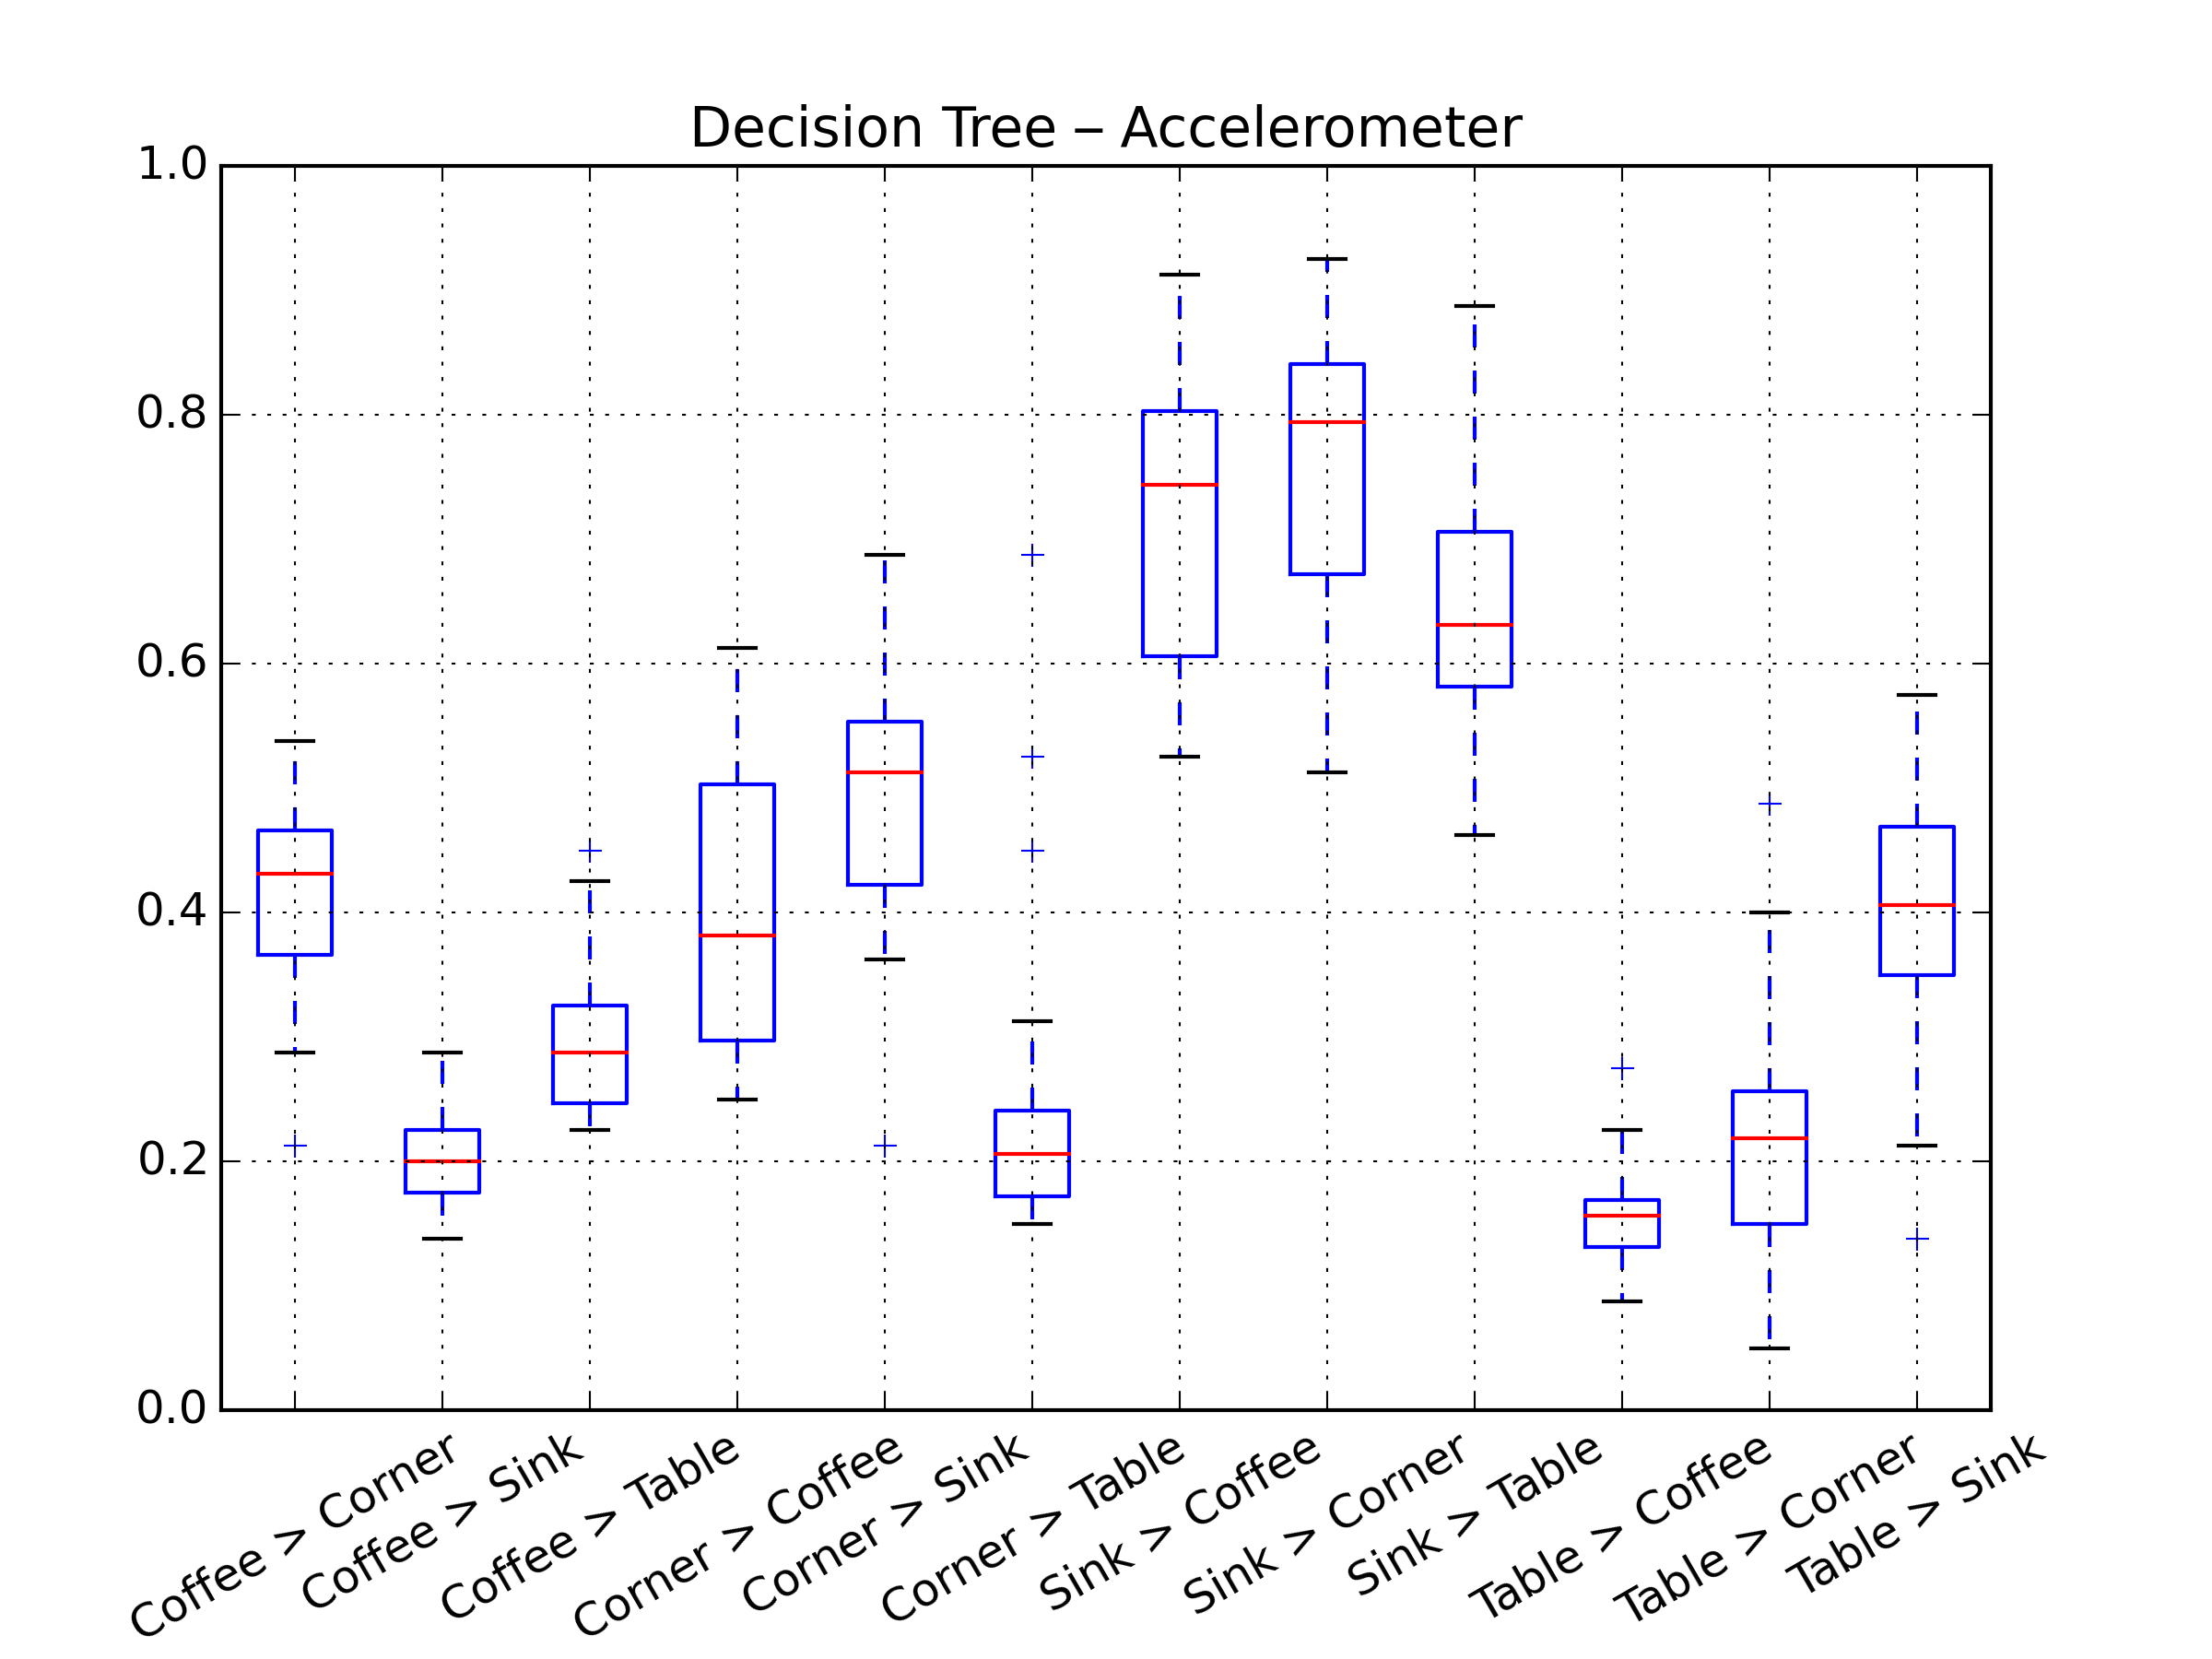 Decision Tree – Accelerometer
1.0
0.8
0.6
0.4
0.2
0.0
Coffee > Corner
Coffee > Sink
Coffee > Table
Corner > Coffee
Corner > Sink
Corner > Table
Sink > Coffee
Sink > Corner
Sink > Table
Table > Coffee
Table > Corner
Table > Sink